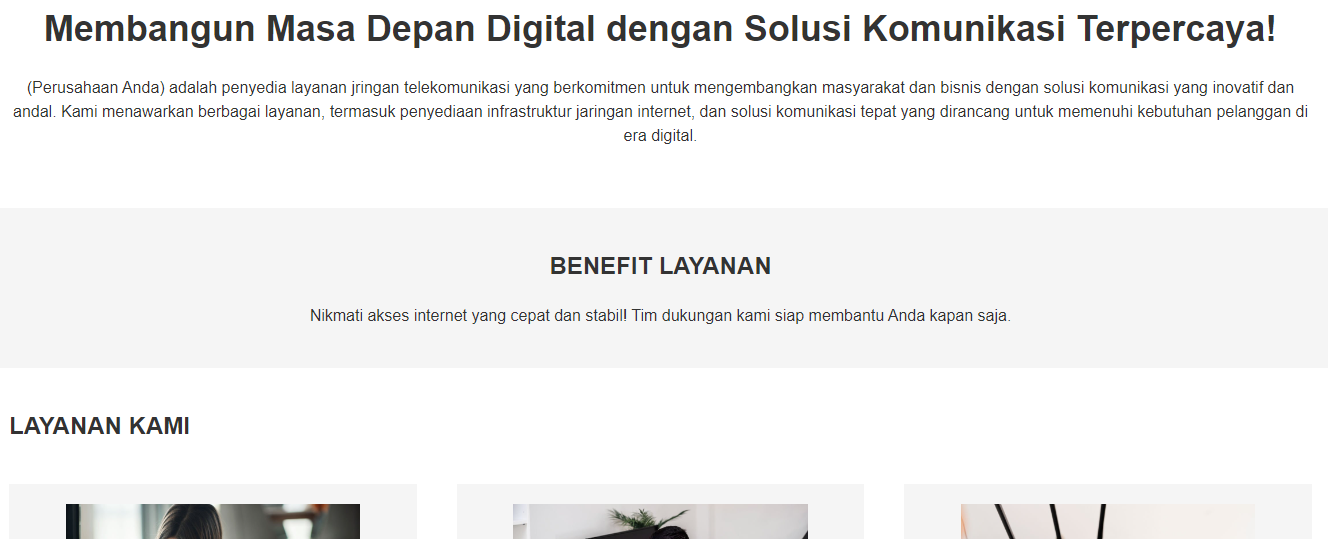 Membangun Masa Depan Digital dengan Solusi Komunikasi Terpercaya!
(Perusahaan Anda) adalah penyedia layanan jringan telekomunikasi yang berkomitmen untuk mengembangkan masyarakat dan bisnis dengan solusi komunikasi yang inovatif dan
andal. Kami menawarkan berbagai layanan, termasuk penyediaan infrastruktur jaringan internet, dan solusi komunikasi tepat yang dirancang untuk memenuhi kebutuhan pelanggan di
era digital.
BENEFIT LAYANAN
Nikmati akses internet yang cepat dan stabil! Tim dukungan kami siap membantu Anda kapan saja.
LAYANAN KAMI